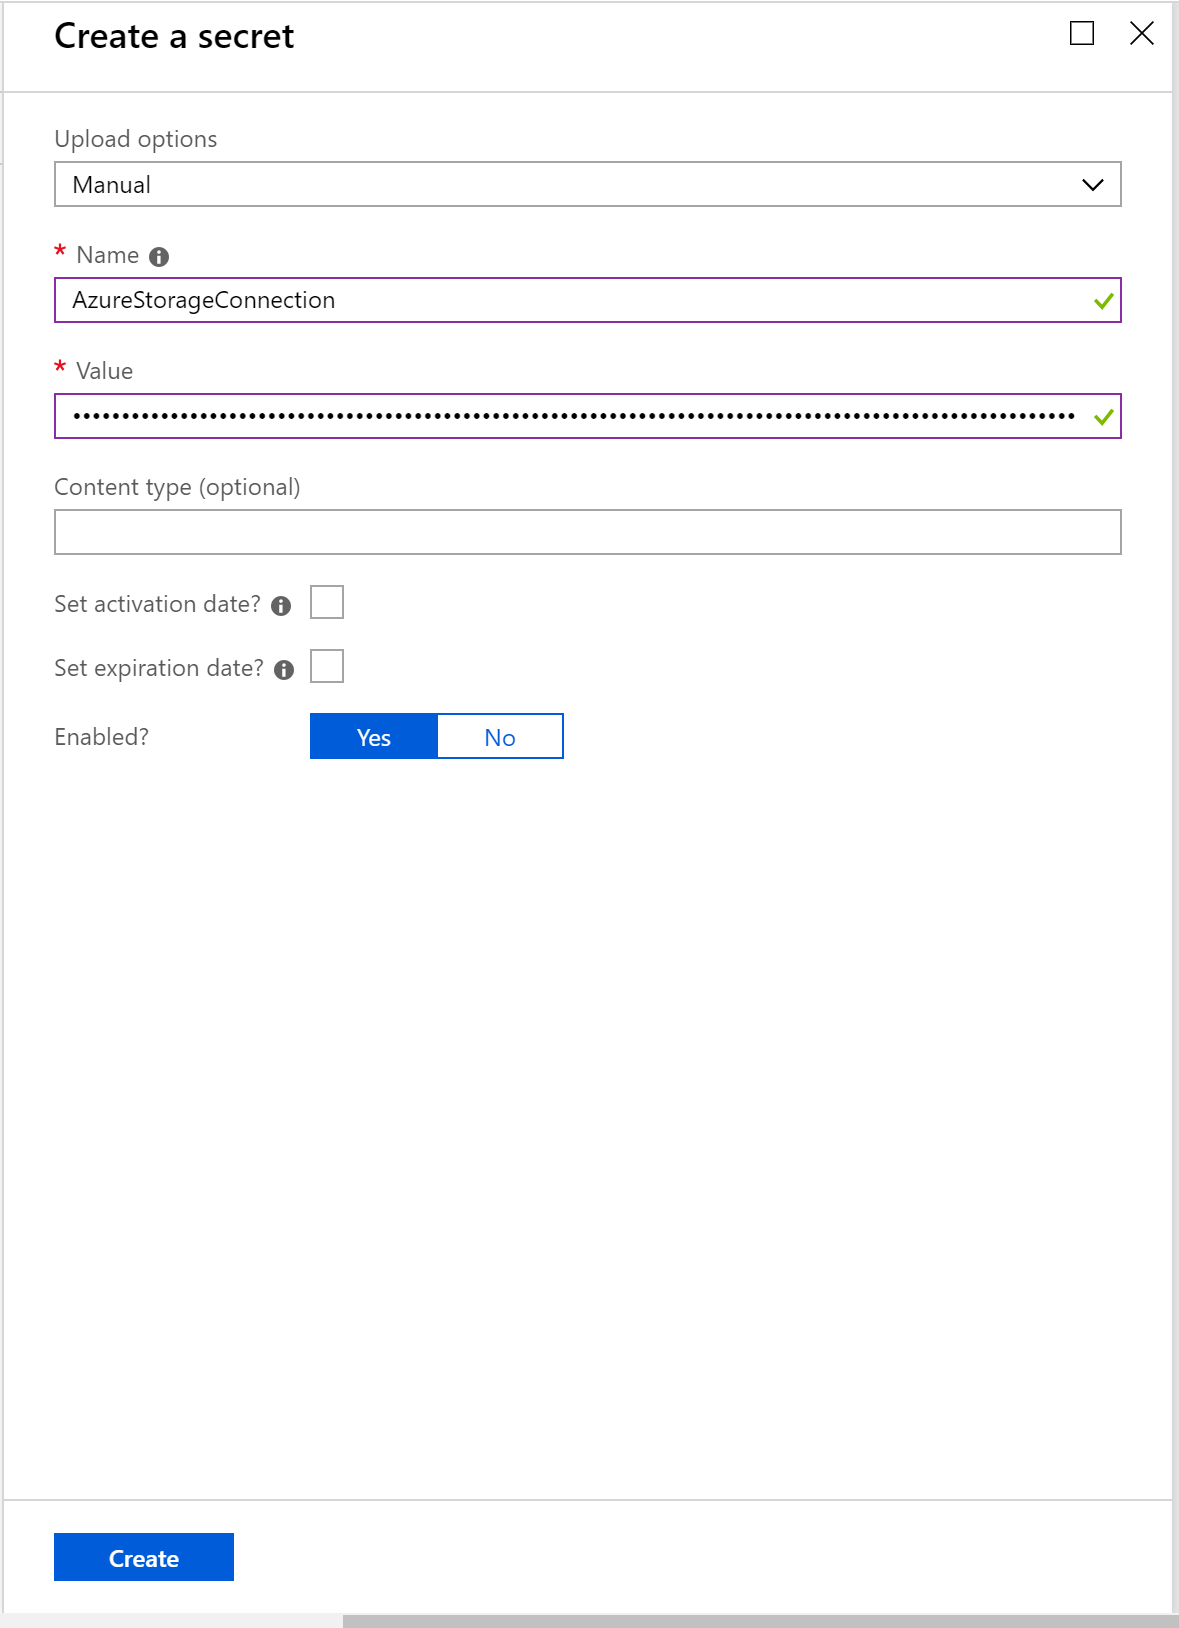 Create a secret
Upload options
Manual
* Name
AzureStorageConnection
* Value
Content type (optional)
Set activation date?
Set expiration date?
Enabled?
Yes No
Create